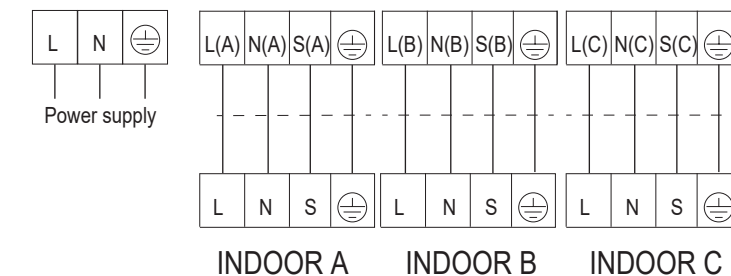 L N L(A) N(A) S(A) L(B) N(B) S(B) L(C) N(C) S(C)
Power supply
L N S L N S L N S
INDOOR A INDOOR B INDOOR C